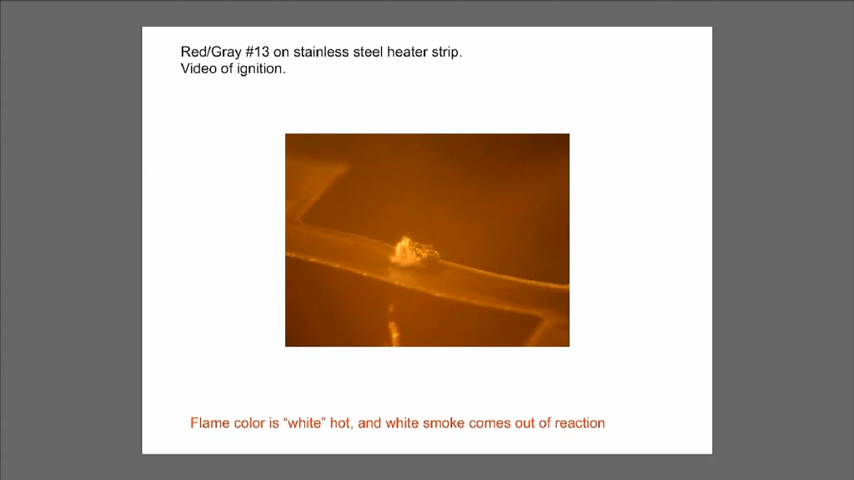 Red/Gray #13 on stainless steel heater strip.
Video of ignition.
Flame color is “white” hot, and white smoke comes out of reaction